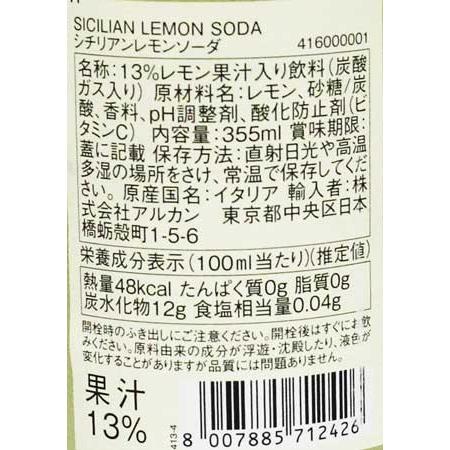 SICILIAN LEMON SODA
シチリアンレモンソーダ 416000001
名称:13%レモン果汁入り飲料(炭酸
ガス入り) 原材料名:レモン、砂糖/炭
酸、香料、pH調整剤、酸化防止剤(ビ
タミンC) 内容量:355ml 賞味期限:
蓋に記載 保存方法:直射日光や高温
多湿の場所をさけ、常温で保存してくだ
さい。原産国名:イタリア 輸入者:株
式会社アルカン 東京都中央区日本
橋蛎殻町1-5-6
栄養成分表示(100ml当たり)(推定値)
熱量48kcal たんぱく質0g 脂質0g
炭水化物12g 食塩相当量0.04g
開栓時のふき出しにご注意ください。開栓後はすぐにお飲
みください。原料由来の成分が浮遊・沈殿したり、液色が
変化することがありますが品質には問題ありません。
果汁
13%
413-4
8 007885 712426